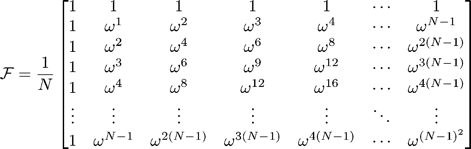 1 1 1 1 1 ⋯ 1
1 ω^1 ω^2 ω^3 ω^4 ⋯ ω^{N-1}
1 ω^2 ω^4 ω^6 ω^8 ⋯ ω^{2(N-1)}
ℱ = 1/N 1 ω^3 ω^6 ω^9 ω^{12} ⋯ ω^{3(N-1)}
1 ω^4 ω^8 ω^{12} ω^{16} ⋯ ω^{4(N-1)}
⋮ ⋮ ⋮ ⋮ ⋮ ⋱ ⋮
1 ω^{N-1} ω^{2(N-1)} ω^{3(N-1)} ω^{4(N-1)} ⋯ ω^{(N-1)^2}